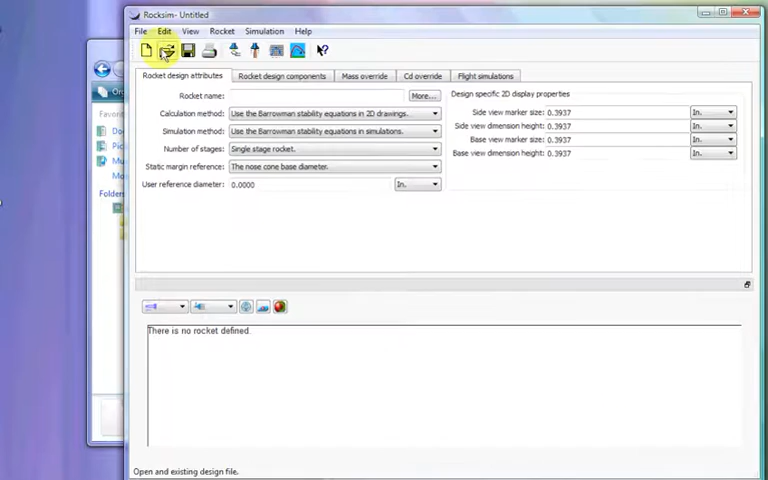 Rocksim- Untitled
File Edit View Rocket Simulation Help
Rocket design attributes Rocket design components Mass override Cd override Flight simulations
Rocket name: More...
Calculation method: Use the Barrowman stability equations in 2D drawings.
Simulation method: Use the Barrowman stability equations in simulations.
Number of stages: Single stage rocket.
Static margin reference: The nose cone base diameter.
User reference diameter: 0.0000 In.
Design specific 2D display properties
Side view marker size: 0.3937 In.
Side view dimension height: 0.3937 In.
Base view marker size: 0.3937 In.
Base view dimension height: 0.3937 In.
There is no rocket defined.
Open and existing design file.
Folders